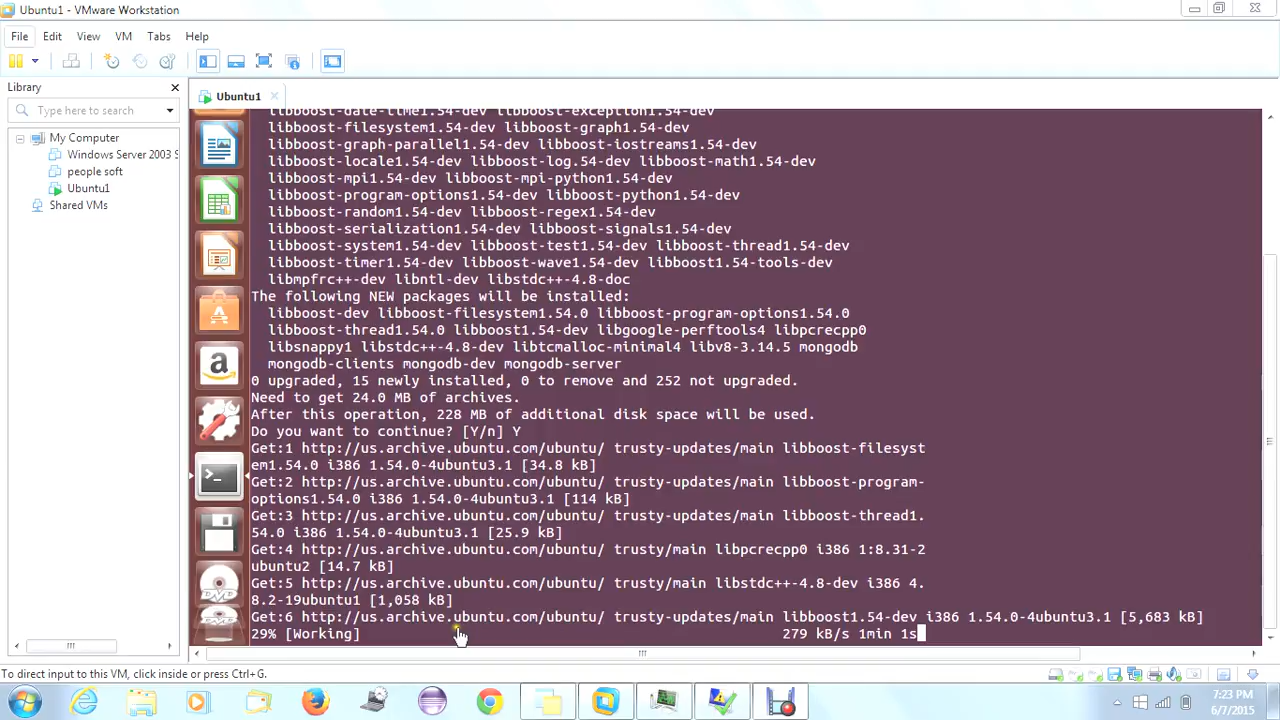 Ubuntu1 - VMware Workstation
File Edit View VM Tabs Help
Library
Type here to search
My Computer
Windows Server 2003 S
people soft
Ubuntu1
Shared VMs
Ubuntu1
libboost-date-time1.54-dev libboost-exception1.54-dev
libboost-filesystem1.54-dev libboost-graph1.54-dev
libboost-graph-parallel1.54-dev libboost-iostreams1.54-dev
libboost-locale1.54-dev libboost-log1.54-dev libboost-math1.54-dev
libboost-mpi1.54-dev libboost-mpi-python1.54-dev
libboost-program-options1.54-dev libboost-python1.54-dev
libboost-random1.54-dev libboost-regex1.54-dev
libboost-serialization1.54-dev libboost-signals1.54-dev
libboost-system1.54-dev libboost-test1.54-dev libboost-thread1.54-dev
libboost-timer1.54-dev libboost-wave1.54-dev libboost1.54-tools-dev
libmpfrc++-dev libntl-dev libstdc++-4.8-doc
The following NEW packages will be installed:
libboost-dev libboost-filesystem1.54.0 libboost-program-options1.54.0
libboost-thread1.54.0 libboost1.54-dev libgoogle-perftools4 libpcrecpp0
libsnappy1 libstdc++-4.8-dev libtcmalloc-minimal4 libv8-3.14.5 mongodb
mongodb-clients mongodb-dev mongodb-server
0 upgraded, 15 newly installed, 0 to remove and 252 not upgraded.
Need to get 24.0 MB of archives.
After this operation, 228 MB of additional disk space will be used.
Do you want to continue? [Y/n] Y
Get:1 http://us.archive.ubuntu.com/ubuntu/ trusty-updates/main libboost-filesyst
em1.54.0 i386 1.54.0-4ubuntu3.1 [34.8 kB]
Get:2 http://us.archive.ubuntu.com/ubuntu/ trusty-updates/main libboost-program-
options1.54.0 i386 1.54.0-4ubuntu3.1 [114 kB]
Get:3 http://us.archive.ubuntu.com/ubuntu/ trusty-updates/main libboost-thread1.
54.0 i386 1.54.0-4ubuntu3.1 [25.9 kB]
Get:4 http://us.archive.ubuntu.com/ubuntu/ trusty/main libpcrecpp0 i386 1:8.31-2
ubuntu2 [14.7 kB]
Get:5 http://us.archive.ubuntu.com/ubuntu/ trusty/main libstdc++-4.8-dev i386 4.
8.2-19ubuntu1 [1,058 kB]
Get:6 http://us.archive.ubuntu.com/ubuntu/ trusty-updates/main libboost1.54-dev i386 1.54.0-4ubuntu3.1 [5,683 kB]
29% [Working] 279 kB/s 1min 1s
To direct input to this VM, click inside or press Ctrl+G.
7:23 PM
6/7/2015